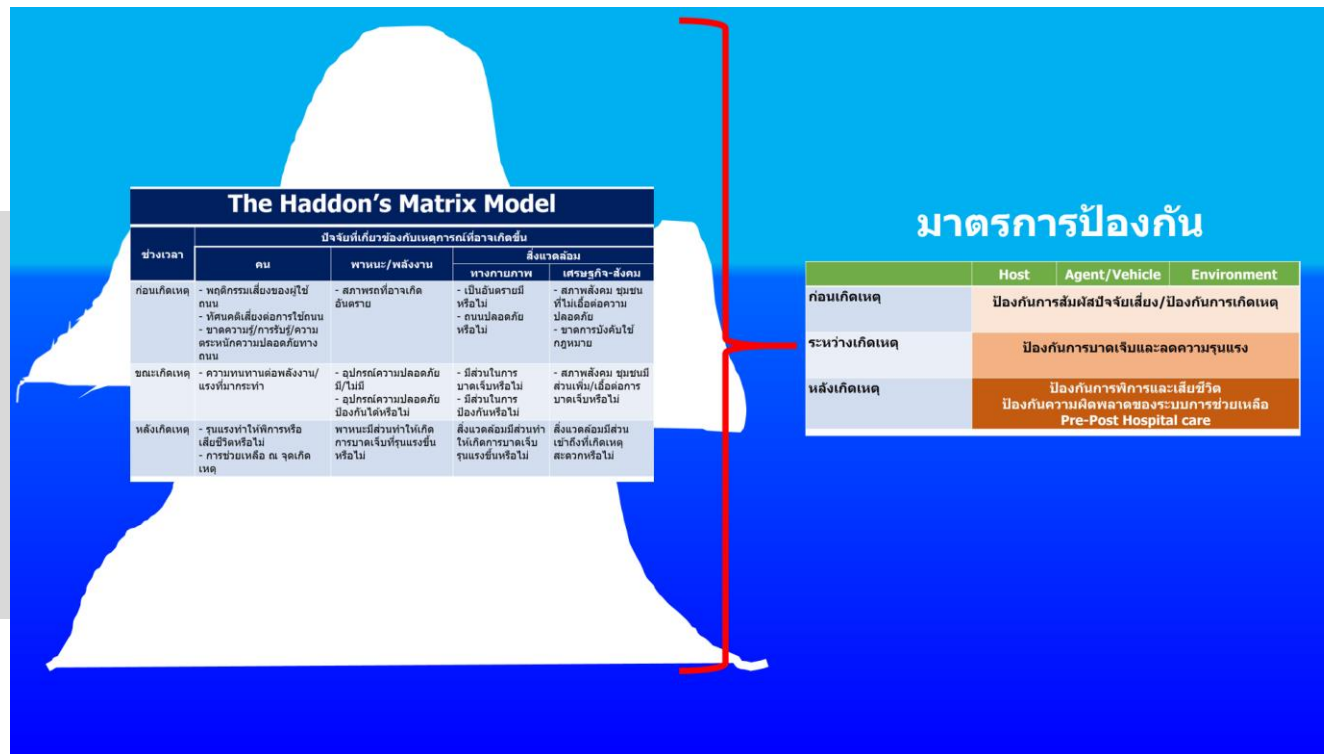 The Haddon's Matrix Model
ช่วงเวลา
ปัจจัยที่เกี่ยวข้องกับเหตุการณ์ที่อาจเกิดขึ้น
คน
พาหนะ/พลังงาน
สิ่งแวดล้อม
ทางกายภาพ
เศรษฐกิจ-สังคม
ก่อนเกิดเหตุ
- พฤติกรรมเสี่ยงของผู้ใช้
ถนน
- ทัศนคติเสี่ยงต่อการใช้ถนน
- ขาดความรู้/การรับรู้/ความ
ตระหนักความปลอดภัยทาง
ถนน
- สภาพรถที่อาจเกิด
อันตราย
- เป็นอันตรายมี
หรือไม่
- ถนนปลอดภัย
หรือไม่
- สภาพสังคม ชุมชน
ที่ไม่เอื้อต่อความ
ปลอดภัย
- ขาดการบังคับใช้
กฎหมาย
ขณะเกิดเหตุ
- ความทนทานต่อพลังงาน/
แรงที่มากระทำ
- อุปกรณ์ความปลอดภัย
มี/ไม่มี
- อุปกรณ์ความปลอดภัย
ป้องกันได้หรือไม่
- มีส่วนในการ
บาดเจ็บหรือไม่
- มีส่วนในการ
ป้องกันหรือไม่
- สภาพสังคม ชุมชนมี
ส่วนเพิ่ม/เอื้อต่อการ
บาดเจ็บหรือไม่
หลังเกิดเหตุ
- รุนแรงทำให้พิการหรือ
เสียชีวิตหรือไม่
- การช่วยเหลือ ณ จุดเกิด
เหตุ
พาหนะมีส่วนทำให้เกิด
การบาดเจ็บที่รุนแรงขึ้น
หรือไม่
สิ่งแวดล้อมมีส่วนทำ
ให้เกิดการบาดเจ็บ
รุนแรงขึ้นหรือไม่
สิ่งแวดล้อมมีส่วน
เข้าถึงที่เกิดเหตุ
สะดวกหรือไม่
มาตรการป้องกัน
Host
Agent/Vehicle
Environment
ก่อนเกิดเหตุ
ป้องกันการสัมผัสปัจจัยเสี่ยง/ป้องกันการเกิดเหตุ
ระหว่างเกิดเหตุ
ป้องกันการบาดเจ็บและลดความรุนแรง
หลังเกิดเหตุ
ป้องกันการพิการและเสียชีวิต
ป้องกันความผิดพลาดของระบบการช่วยเหลือ
Pre-Post Hospital care